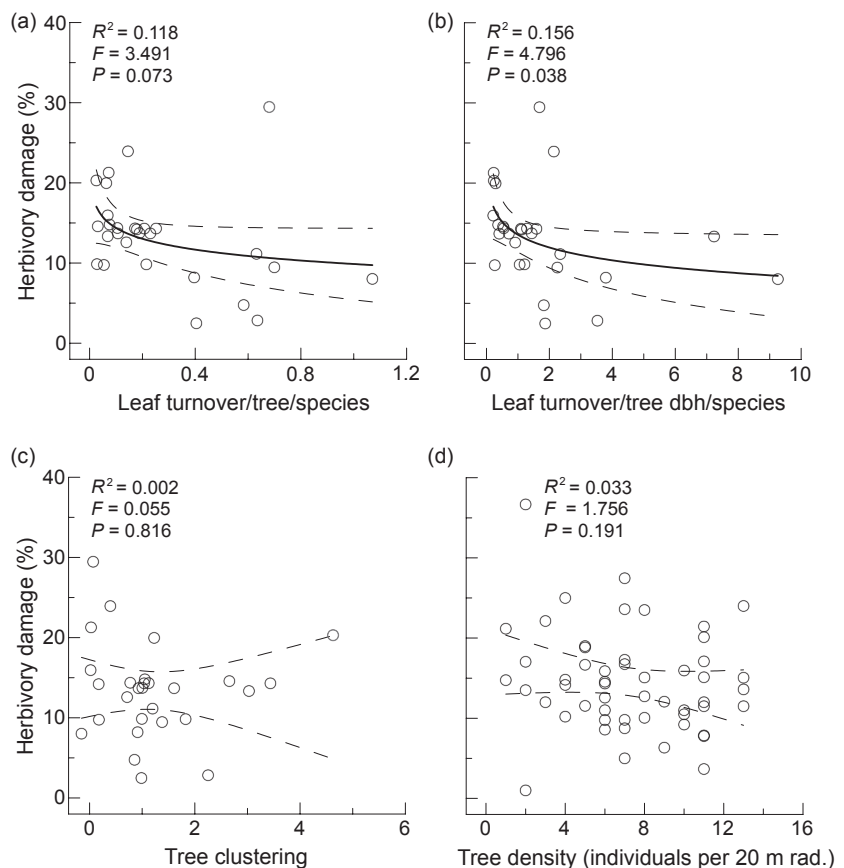 (a)
R² = 0.118
F = 3.491
P = 0.073
Herbivory damage (%)
40
30
20
10
0
0 0.4 0.8 1.2
Leaf turnover/tree/species
(b)
R² = 0.156
F = 4.796
P = 0.038
0 2 4 6 8 10
Leaf turnover/tree dbh/species
(c)
R² = 0.002
F = 0.055
P = 0.816
Herbivory damage (%)
40
30
20
10
0
0 2 4 6
Tree clustering
(d)
R² = 0.033
F = 1.756
P = 0.191
0 4 8 12 16
Tree density (individuals per 20 m rad.)